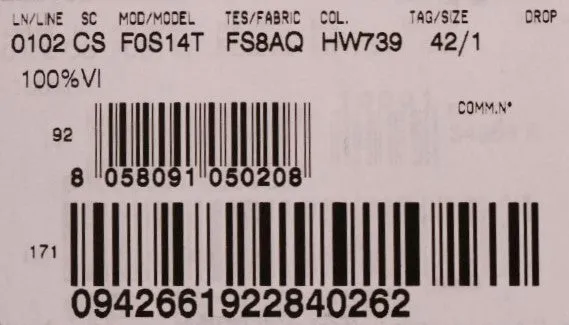 LN/LINE SC MOD/MODEL TES/FABRIC COL. TAG/SIZE DROP
0102 CS F0S14T FS8AQ HW739 42/1
100%VI
COMM.N°
92
8 058091 050208
171
0942661922840262